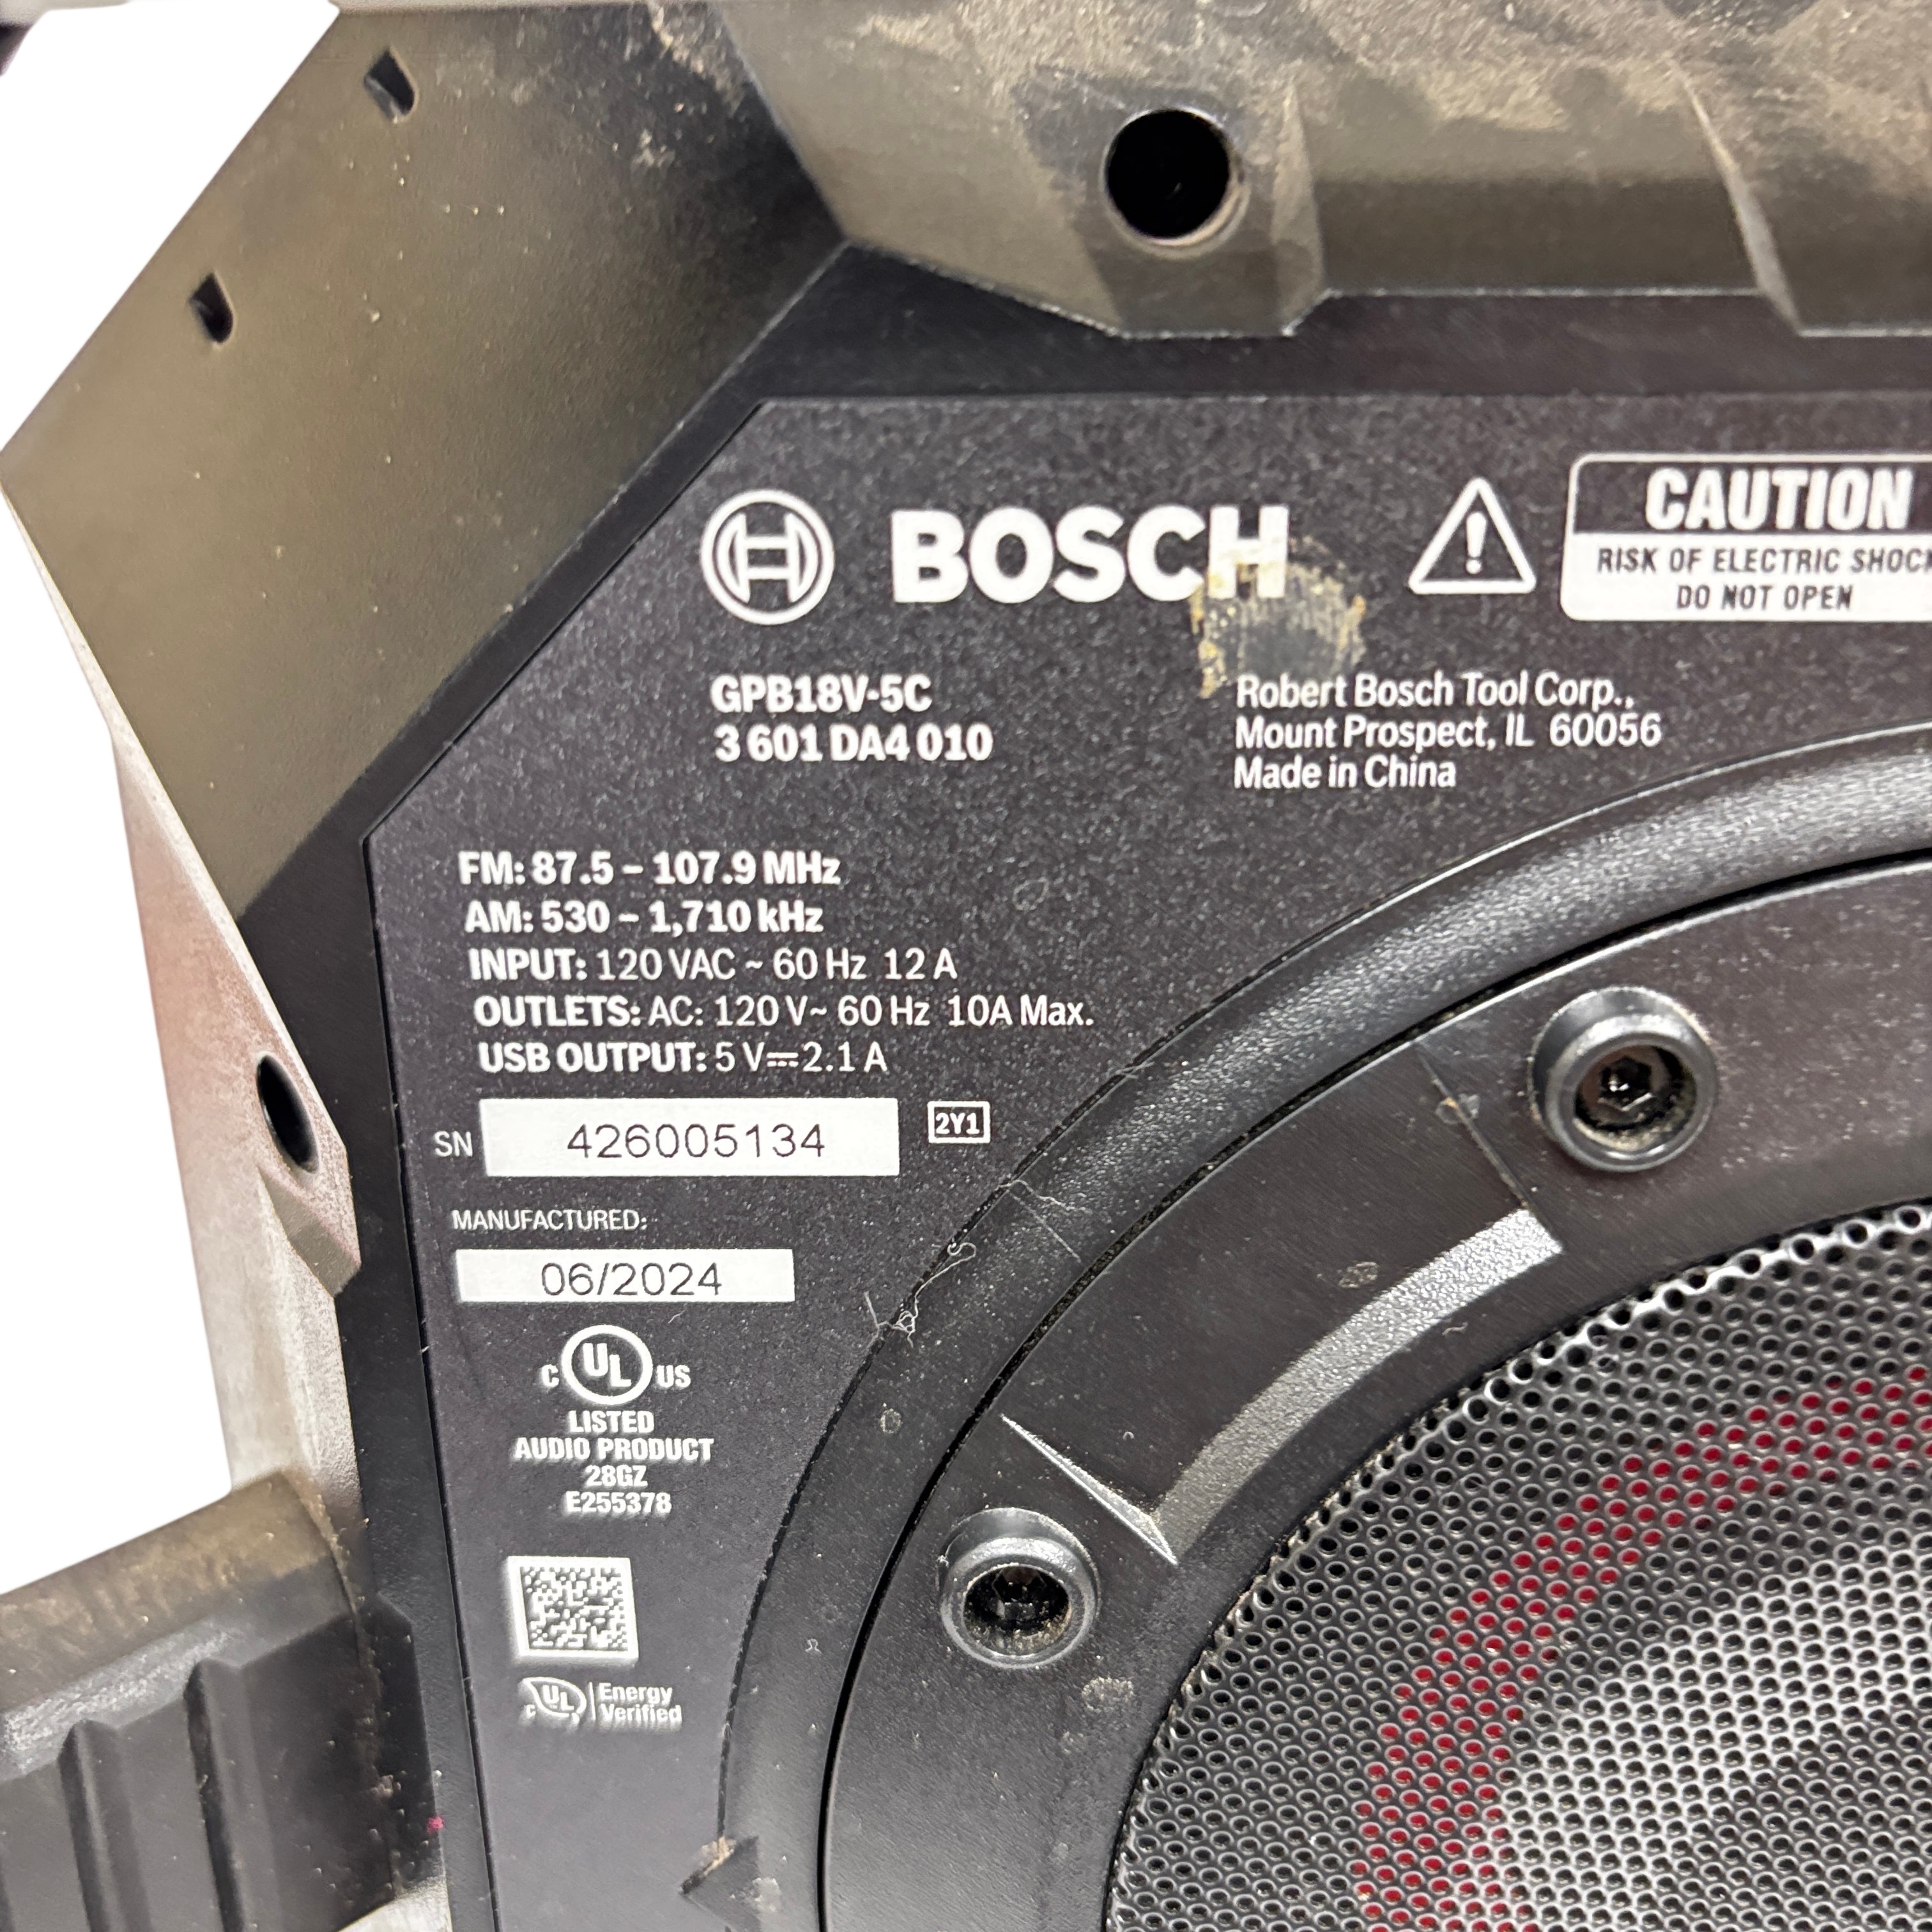 BOSCH
CAUTION
RISK OF ELECTRIC SHOCK
DO NOT OPEN
GPB18V-5C
3 601 DA4 010
Robert Bosch Tool Corp.,
Mount Prospect, IL 60056
Made in China
FM: 87.5 – 107.9 MHz
AM: 530 – 1,710 kHz
INPUT: 120 VAC ~ 60 Hz 12 A
OUTLETS: AC: 120 V~ 60 Hz 10A Max.
USB OUTPUT: 5 V⎓2.1 A
SN 426005134 2Y1
MANUFACTURED:
06/2024
C UL US
LISTED
AUDIO PRODUCT
28GZ
E255378
UL Energy
Verified